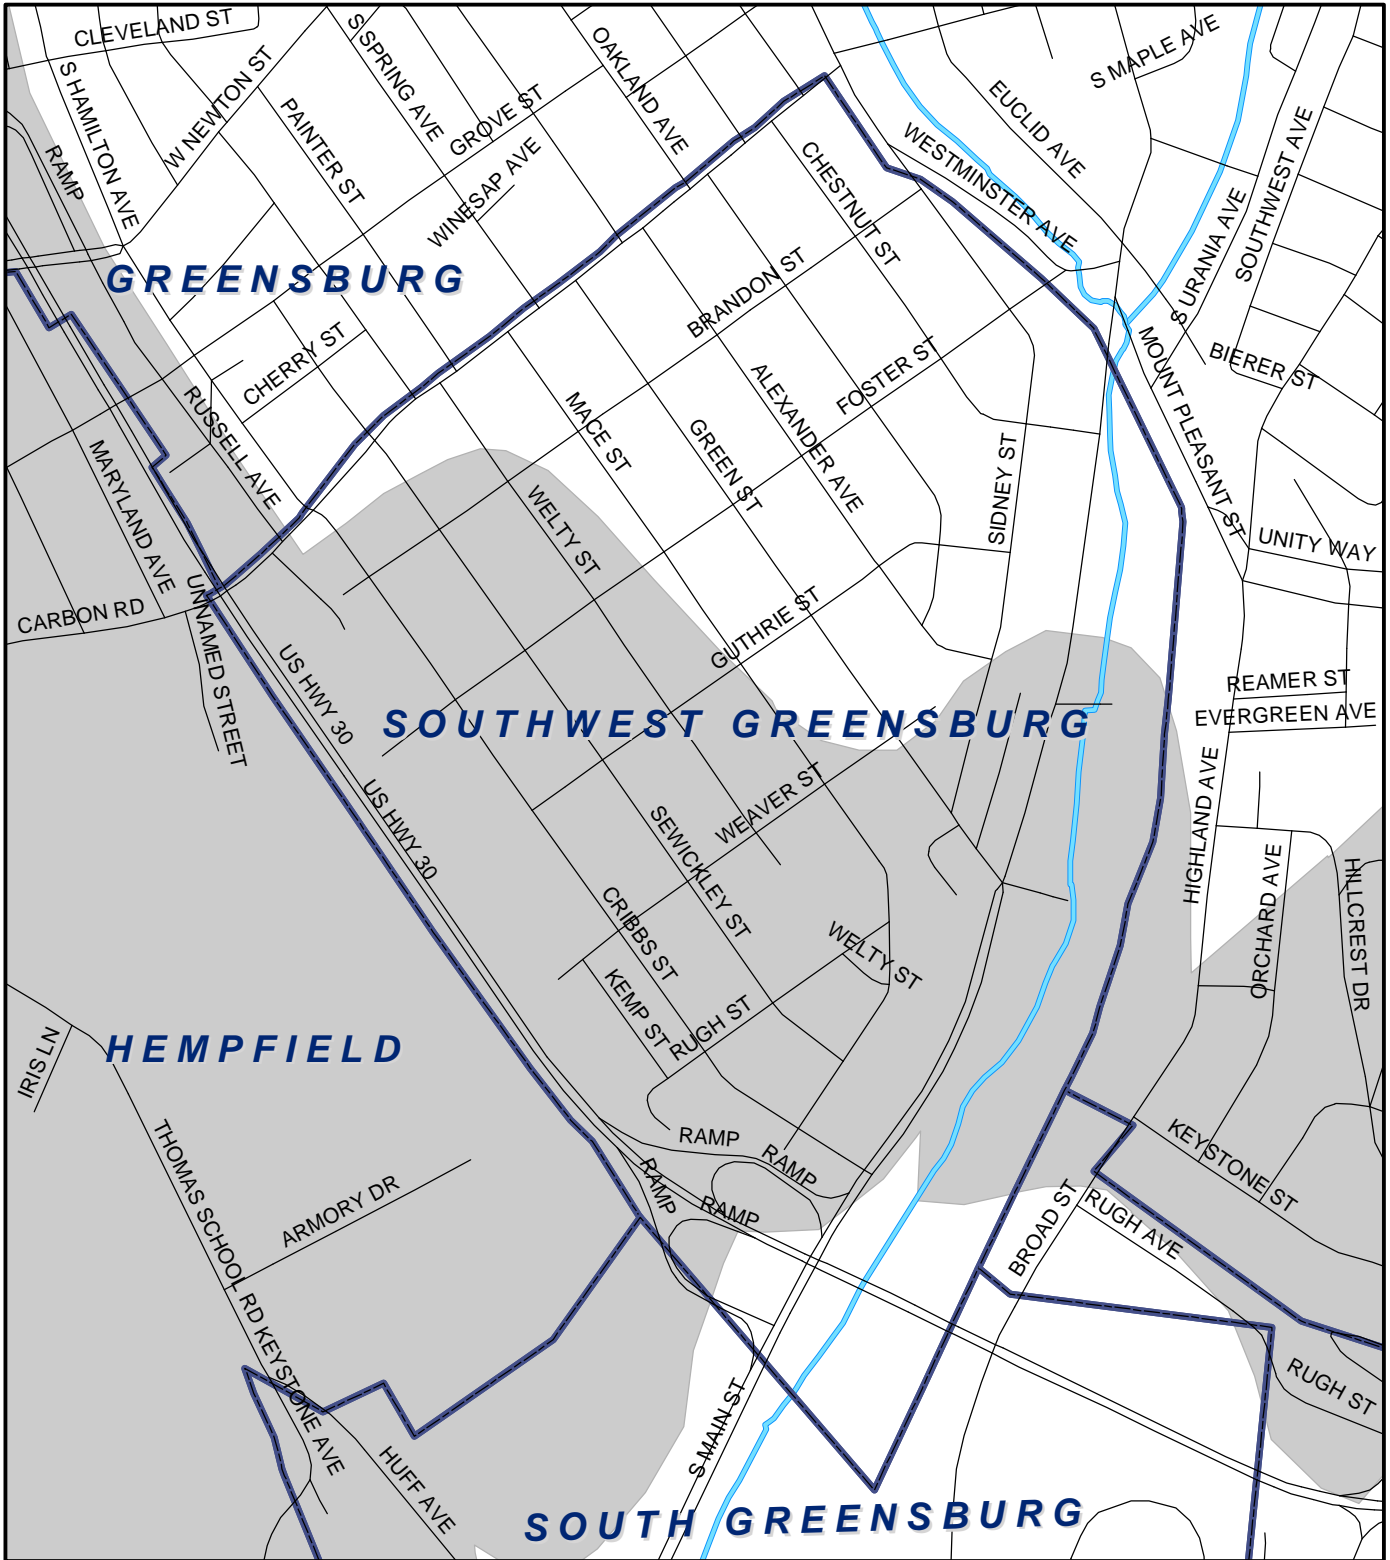 CLEVELAND ST
S SPRING AVE
OAKLAND AVE
S MAPLE AVE
S HAMILTON AVE
W NEWTON ST
PAINTER ST
GROVE ST
EUCLID AVE
SOUTHWEST AVE
RAMP
WINESAP AVE
CHESTNUT ST
WESTMINSTER AVE
S URANIA AVE
GREENSBURG
BRANDON ST
CHERRY ST
FOSTER ST
MOUNT PLEASANT ST
BIERER ST
RUSSELL AVE
MACE ST
GREEN ST
ALEXANDER AVE
SIDNEY ST
MARYLAND AVE
WELTY ST
UNITY WAY
CARBON RD
UNNAMED STREET
GUTHRIE ST
US HWY 30
REAMER ST
EVERGREEN AVE
SOUTHWEST GREENSBURG
US HWY 30
WEAVER ST
SEWICKLEY ST
HIGHLAND AVE
ORCHARD AVE
HILLCREST DR
CRIBBS ST
WELTY ST
KEMP ST
RUGH ST
HEMPFIELD
IRIS LN
THOMAS SCHOOL RD
RAMP
RAMP
RAMP
RAMP
KEYSTONE ST
ARMORY DR
BROAD ST
RUGH AVE
KEYSTONE AVE
RUGH ST
S MAIN ST
HUFF AVE
SOUTH GREENSBURG